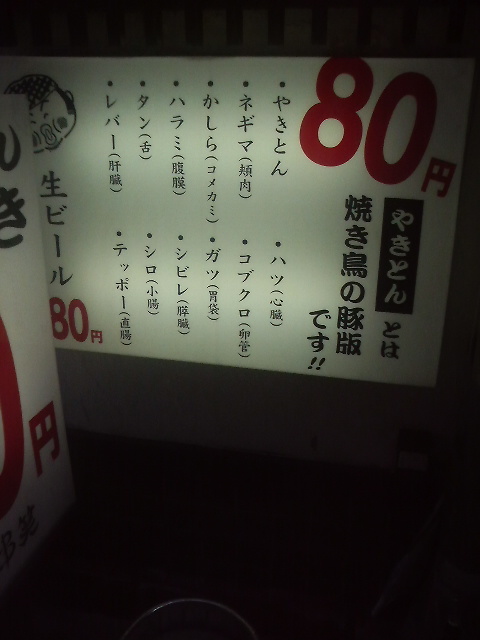 80円
やきとん とは
焼き鳥の豚版
です!!
・やきとん
・ネギマ(頬肉)
・かしら(コメカミ)
・ハラミ(腹膜)
・タン(舌)
・レバー(肝臓)
・ハツ(心臓)
・コブクロ(卵管)
・ガツ(胃袋)
・シビレ(膵臓)
・シロ(小腸)
・テッポー(直腸)
生ビール
80円
き
0円
笑